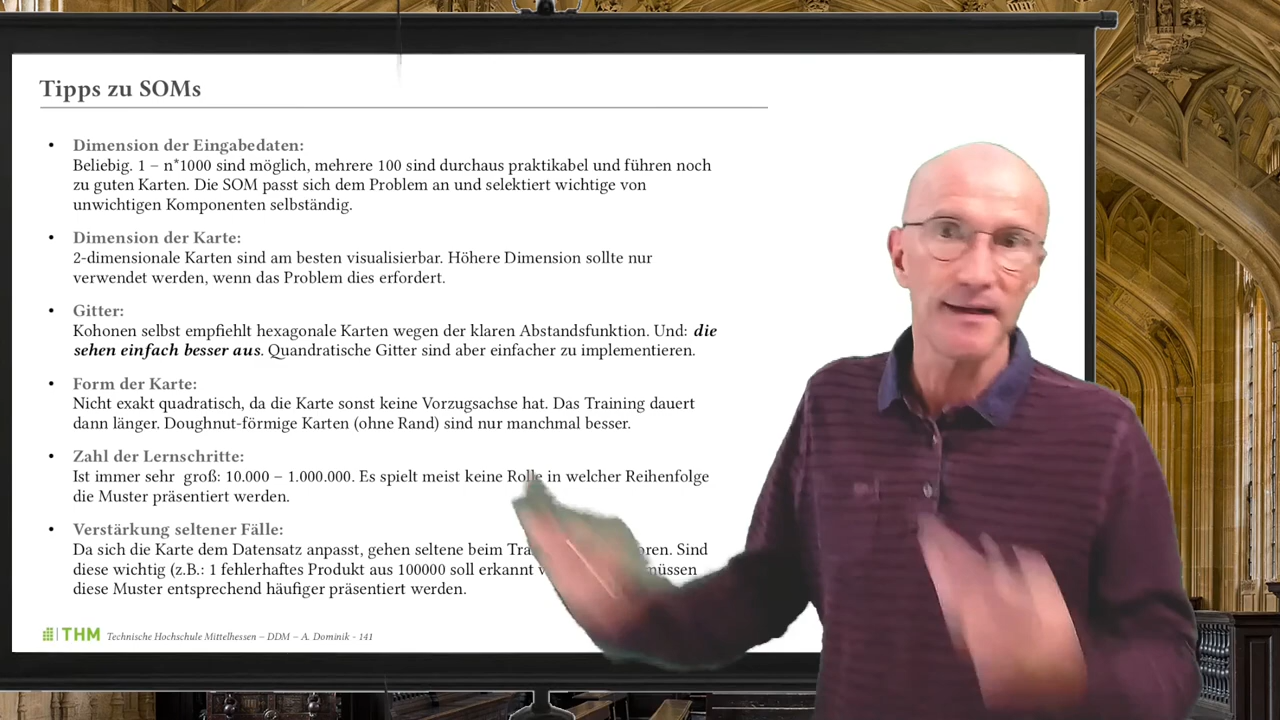 Tipps zu SOMs
• Dimension der Eingabedaten:
Beliebig. 1 – n*1000 sind möglich, mehrere 100 sind durchaus praktikabel und führen noch
zu guten Karten. Die SOM passt sich dem Problem an und selektiert wichtige von
unwichtigen Komponenten selbständig.
• Dimension der Karte:
2-dimensionale Karten sind am besten visualisierbar. Höhere Dimension sollte nur
verwendet werden, wenn das Problem dies erfordert.
• Gitter:
Kohonen selbst empfiehlt hexagonale Karten wegen der klaren Abstandsfunktion. Und: die
sehen einfach besser aus. Quandratische Gitter sind aber einfacher zu implementieren.
• Form der Karte:
Nicht exakt quadratisch, da die Karte sonst keine Vorzugsachse hat. Das Training dauert
dann länger. Doughnut-förmige Karten (ohne Rand) sind nur manchmal besser.
• Zahl der Lernschritte:
Ist immer sehr groß: 10.000 – 1.000.000. Es spielt meist keine Rolle in welcher Reihenfolge
die Muster präsentiert werden.
• Verstärkung seltener Fälle:
Da sich die Karte dem Datensatz anpasst, gehen seltene beim Sind
diese wichtig (z.B.: 1 fehlerhaftes Produkt aus 100000 soll erkannt
diese Muster entsprechend häufiger präsentiert werden.
THM Technische Hochschule Mittelhessen – DDM – A. Dominik - 141